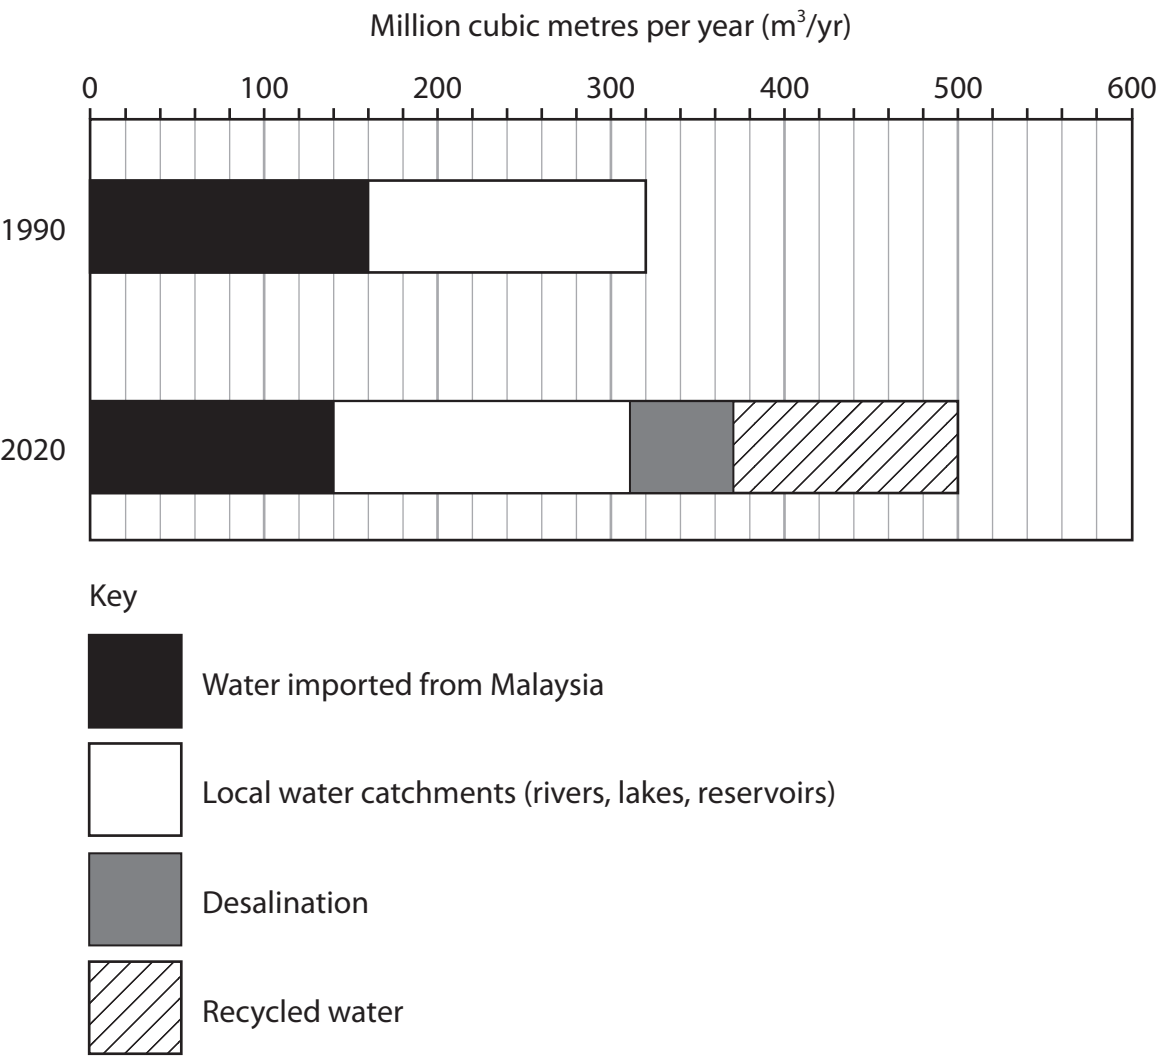 Million cubic metres per year (m³/yr)
0 100 200 300 400 500 600
1990
2020
Key
Water imported from Malaysia
Local water catchments (rivers, lakes, reservoirs)
Desalination
Recycled water